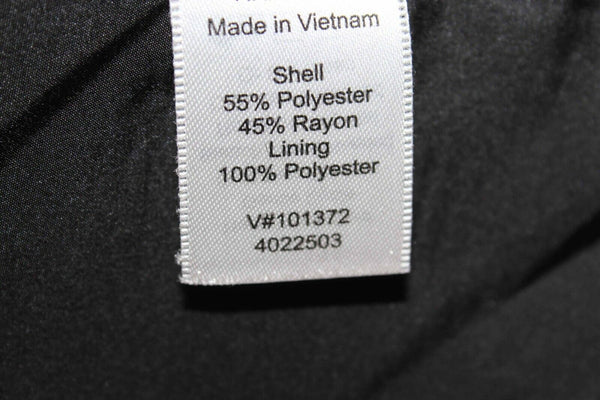 Made in Vietnam
Shell
55% Polyester
45% Rayon
Lining
100% Polyester
V#101372
4022503